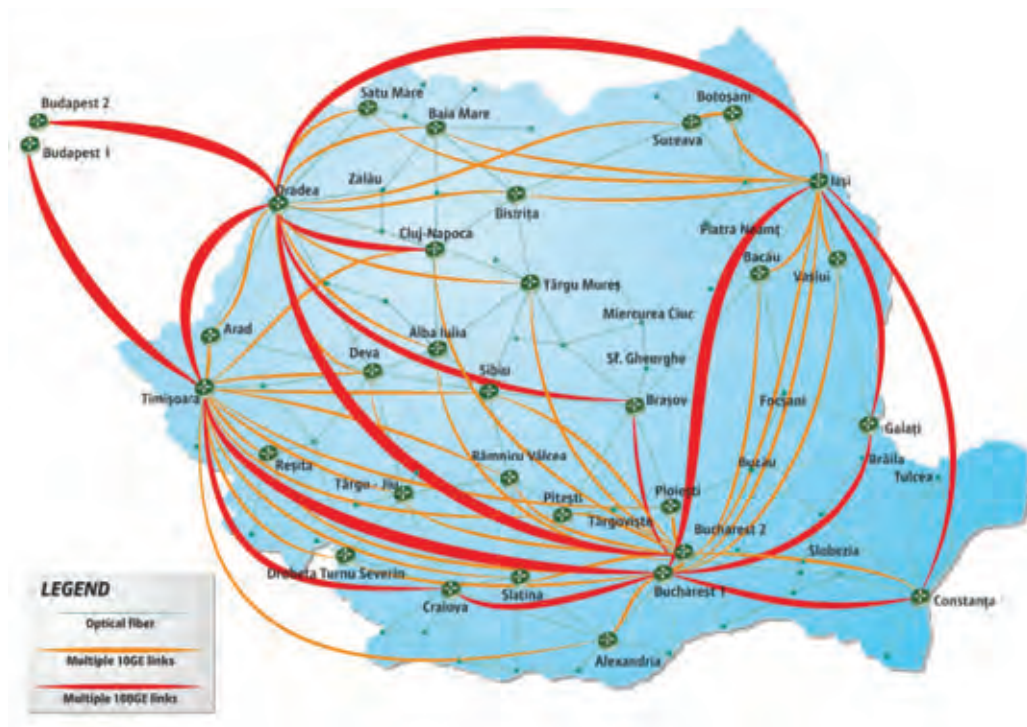 Budapest 2
Budapest 1
Satu Mare
Baia Mare
Botoșani
Suceava
Oradea
Zalău
Iași
Bistrița
Cluj-Napoca
Piatra Neamț
Bacău
Vaslui
Târgu Mureș
Miercurea Ciuc
Arad
Alba Iulia
Deva
Sibiu
Sf. Gheorghe
Timișoara
Brașov
Focșani
Galați
Reșița
Râmnicu Vâlcea
Buzău
Brăila
Tulcea
Târgu - Jiu
Pitești
Ploiești
Târgoviște
Bucharest 2
Slobozia
Drobeta Turnu Severin
Craiova
Slatina
Bucharest 1
Constanța
Alexandria
LEGEND
Optical fiber
Multiple 10GE links
Multiple 100GE links